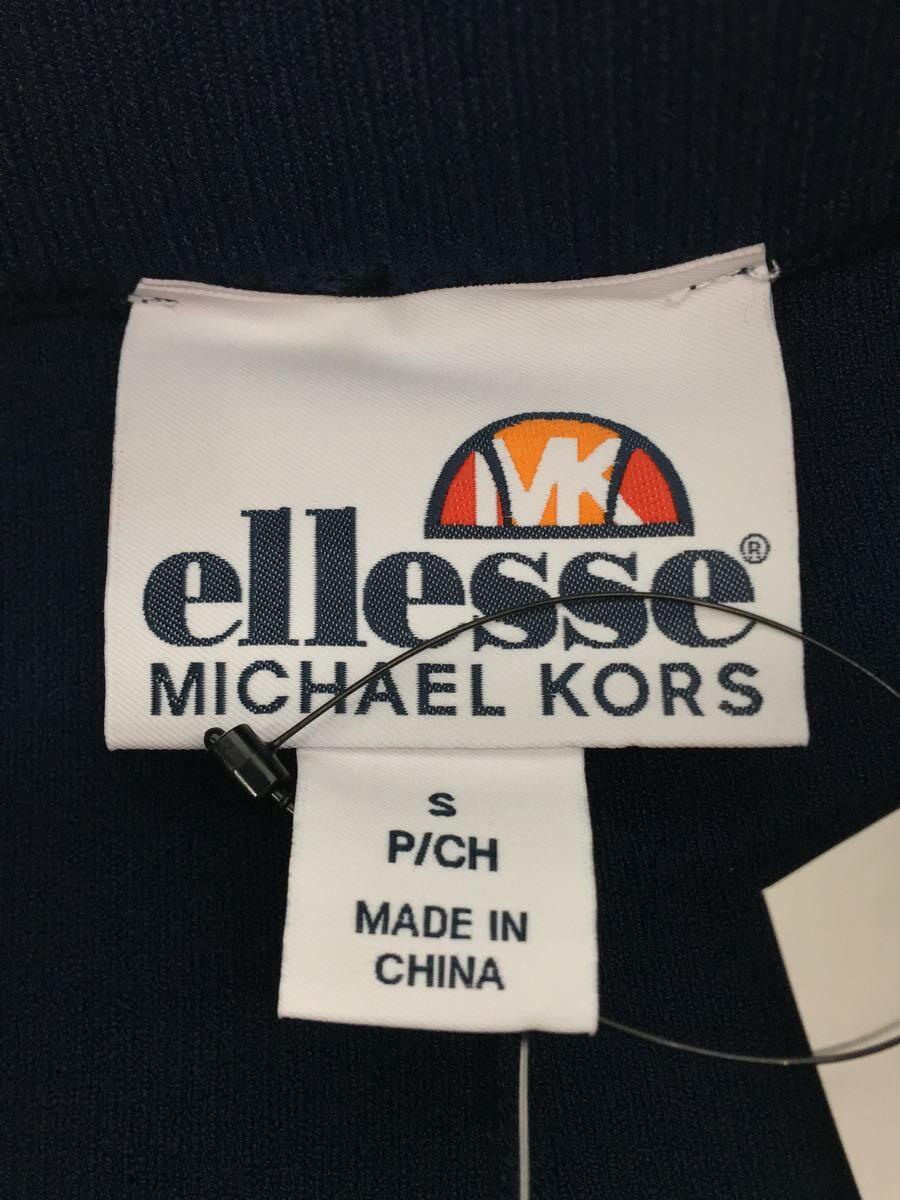 MK
ellesse®
MICHAEL KORS
S
P/CH
MADE IN
CHINA